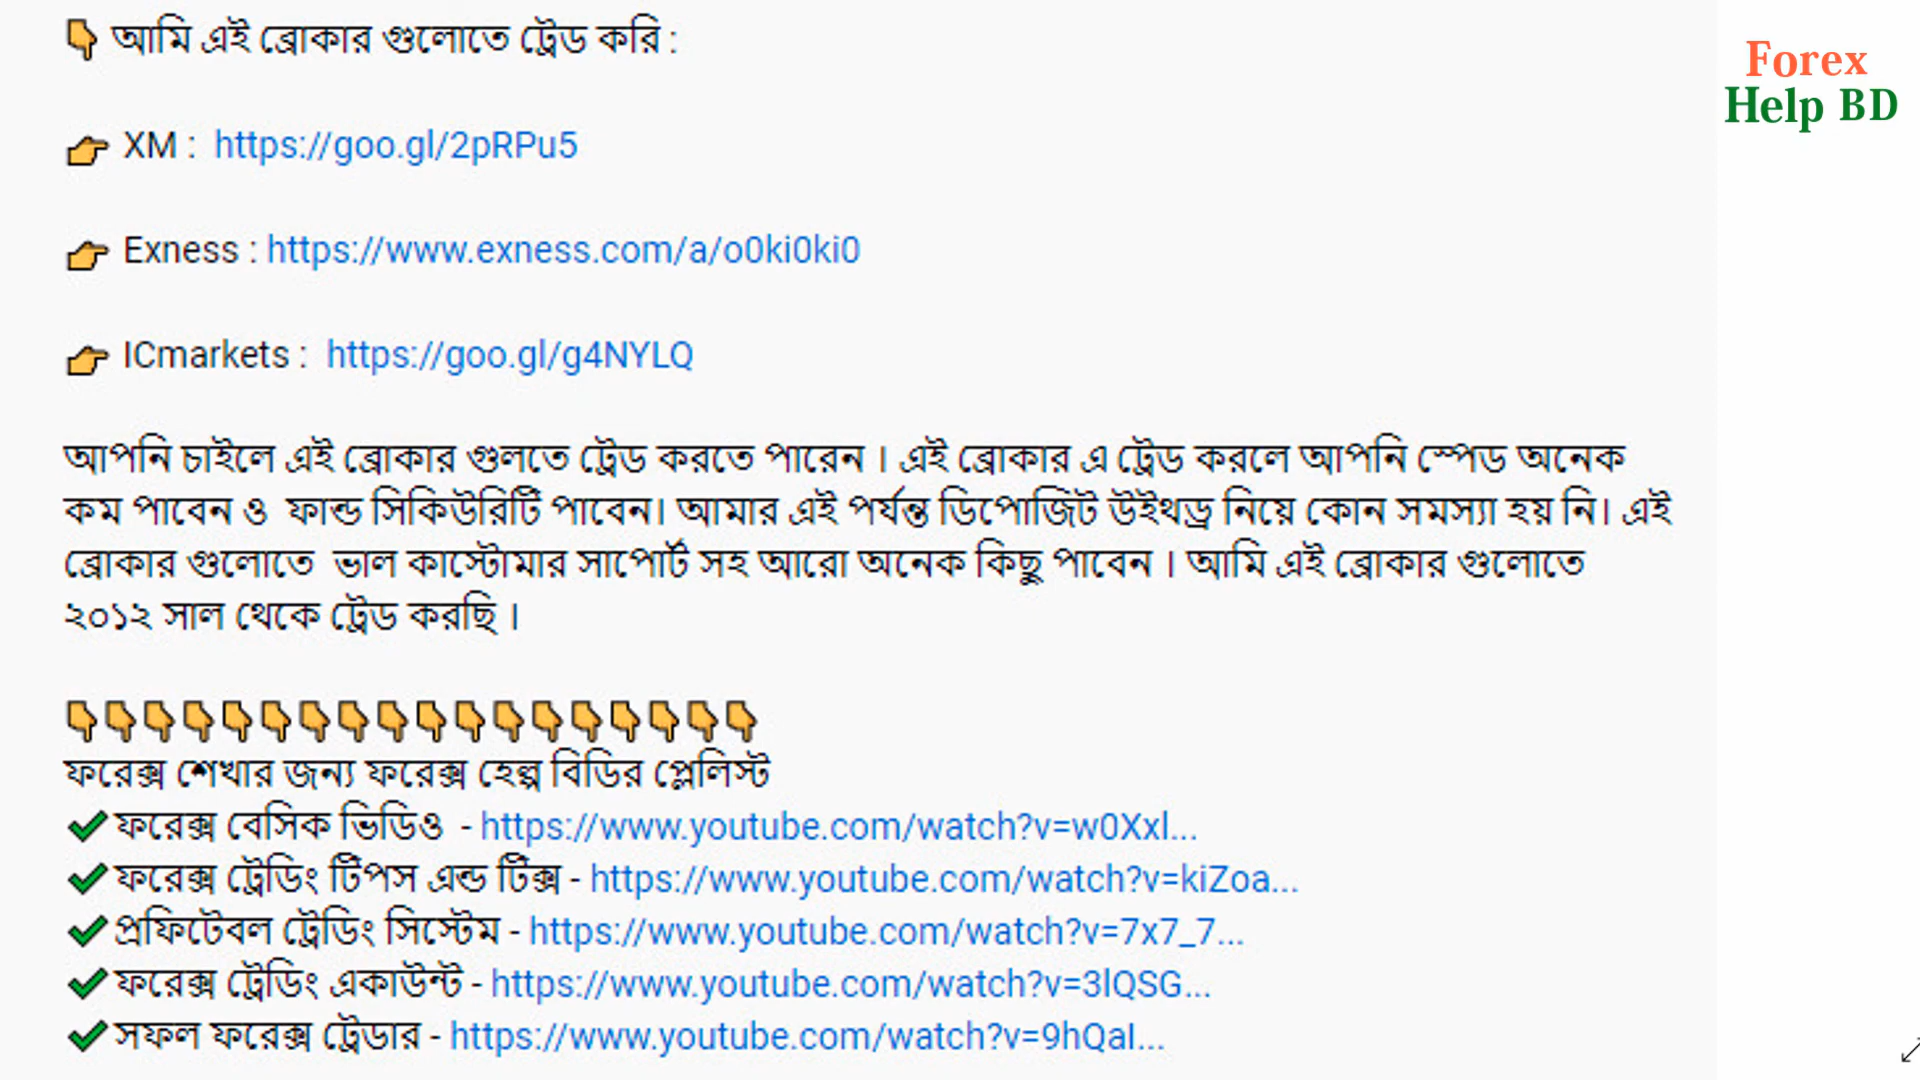 👇 আমি এই ব্রোকার গুলোতে ট্রেড করি :
Forex
Help BD
👉 XM : https://goo.gl/2pRPu5
👉 Exness : https://www.exness.com/a/o0ki0ki0
👉 ICmarkets : https://goo.gl/g4NYLQ
আপনি চাইলে এই ব্রোকার গুলতে ট্রেড করতে পারেন । এই ব্রোকার এ ট্রেড করলে আপনি স্পেড অনেক
কম পাবেন ও ফান্ড সিকিউরিটি পাবেন। আমার এই পর্যন্ত ডিপোজিট উইথড্র নিয়ে কোন সমস্যা হয় নি। এই
ব্রোকার গুলোতে ভাল কাস্টোমার সাপোর্ট সহ আরো অনেক কিছু পাবেন । আমি এই ব্রোকার গুলোতে
২০১২ সাল থেকে ট্রেড করছি ।
👇👇👇👇👇👇👇👇👇👇👇👇👇👇👇👇👇👇
ফরেক্স শেখার জন্য ফরেক্স হেল্প বিডির প্লেলিস্ট
✔ফরেক্স বেসিক ভিডিও - https://www.youtube.com/watch?v=w0Xxl...
✔ফরেক্স ট্রেডিং টিপস এন্ড টিক্স - https://www.youtube.com/watch?v=kiZoa...
✔প্রফিটেবল ট্রেডিং সিস্টেম - https://www.youtube.com/watch?v=7x7_7...
✔ফরেক্স ট্রেডিং একাউন্ট - https://www.youtube.com/watch?v=3lQSG...
✔সফল ফরেক্স ট্রেডার - https://www.youtube.com/watch?v=9hQaI...